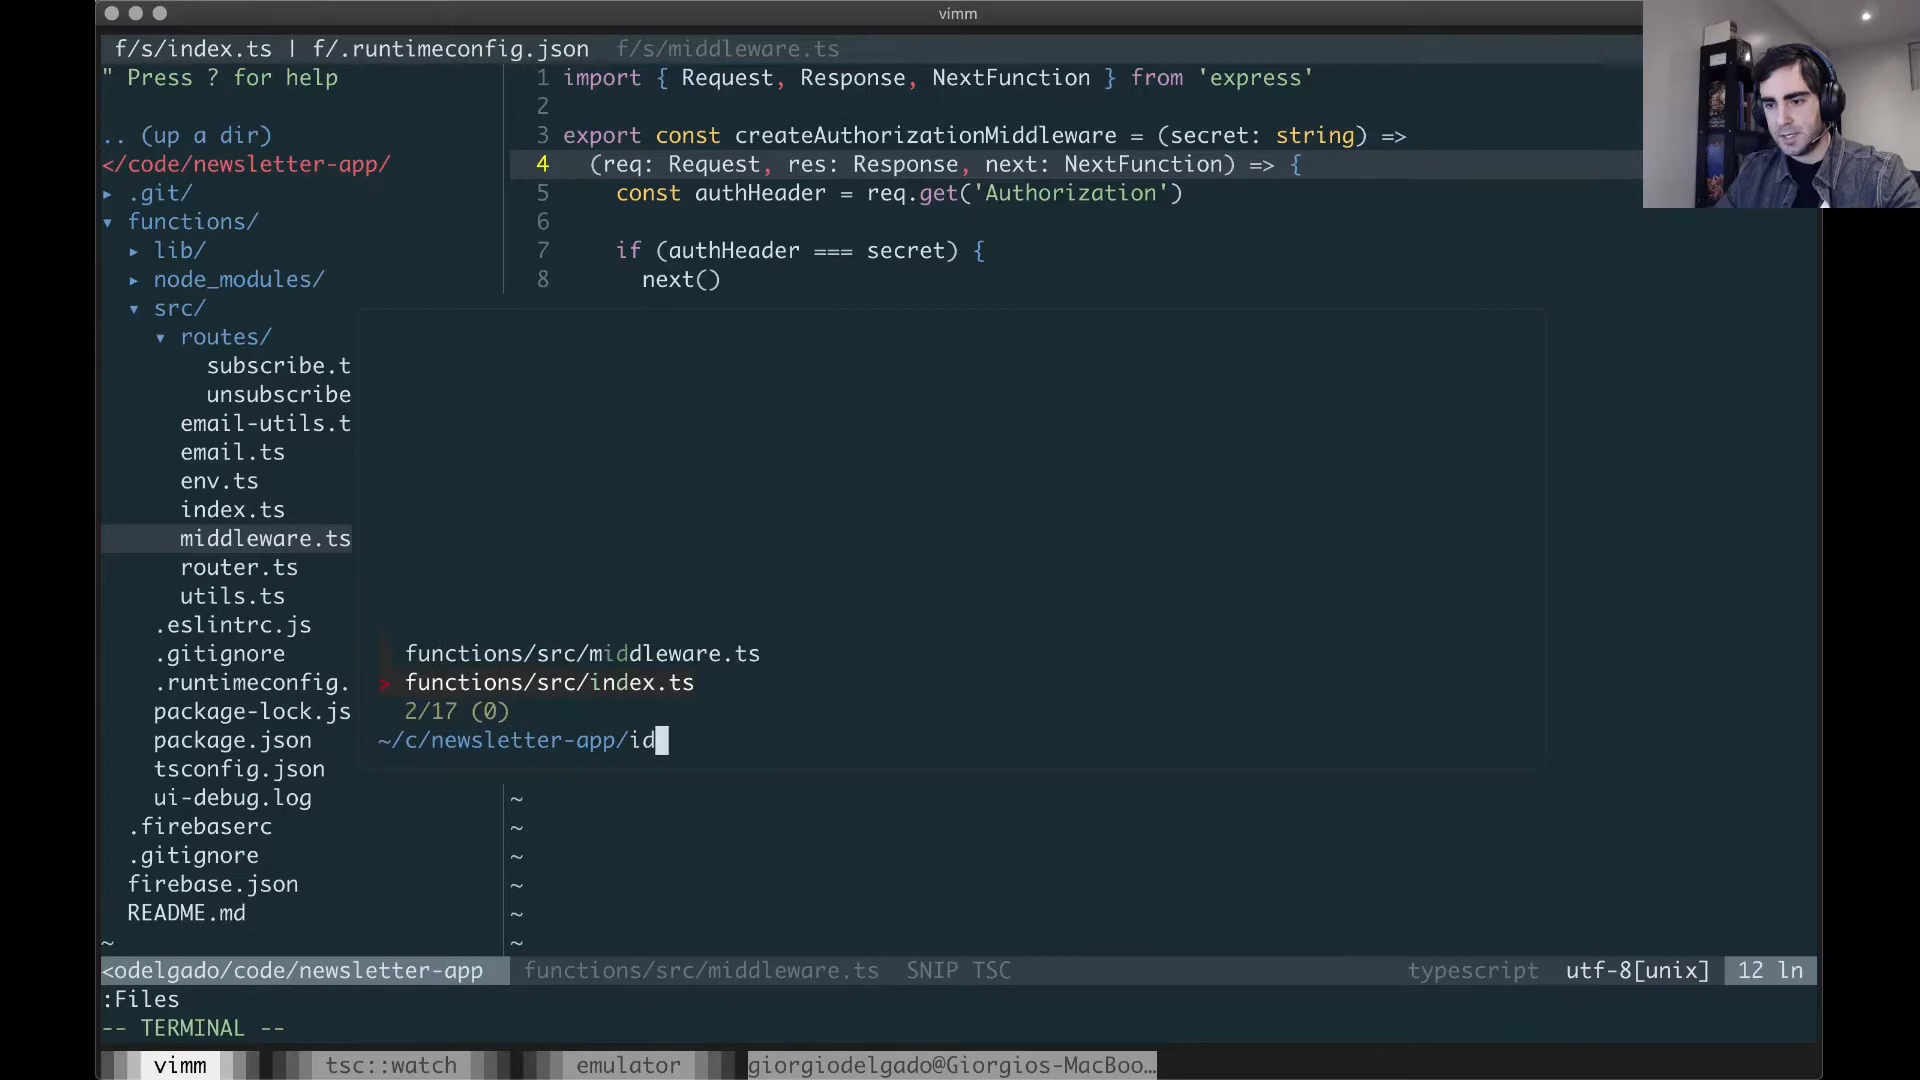 vimm
f/s/index.ts | f/.runtimeconfig.json f/s/middleware.ts
" Press ? for help
.. (up a dir)
</code/newsletter-app/
▸ .git/
▾ functions/
▸ lib/
▸ node_modules/
▾ src/
▾ routes/
subscribe.t
unsubscribe
email-utils.t
email.ts
env.ts
index.ts
middleware.ts
router.ts
utils.ts
.eslintrc.js
.gitignore
.runtimeconfig.
package-lock.js
package.json
tsconfig.json
ui-debug.log
.firebaserc
.gitignore
firebase.json
README.md
~
1 import { Request, Response, NextFunction } from 'express'
2
3 export const createAuthorizationMiddleware = (secret: string) =>
4 (req: Request, res: Response, next: NextFunction) => {
5 const authHeader = req.get('Authorization')
6
7 if (authHeader === secret) {
8 next()
functions/src/middleware.ts
> functions/src/index.ts
2/17 (0)
~/c/newsletter-app/id
~
~
~
~
~
~
<odelgado/code/newsletter-app functions/src/middleware.ts SNIP TSC typescript utf-8[unix] 12 ln
:Files
-- TERMINAL --
vimm tsc::watch emulator giorgiodelgado@Giorgios-MacBoo…